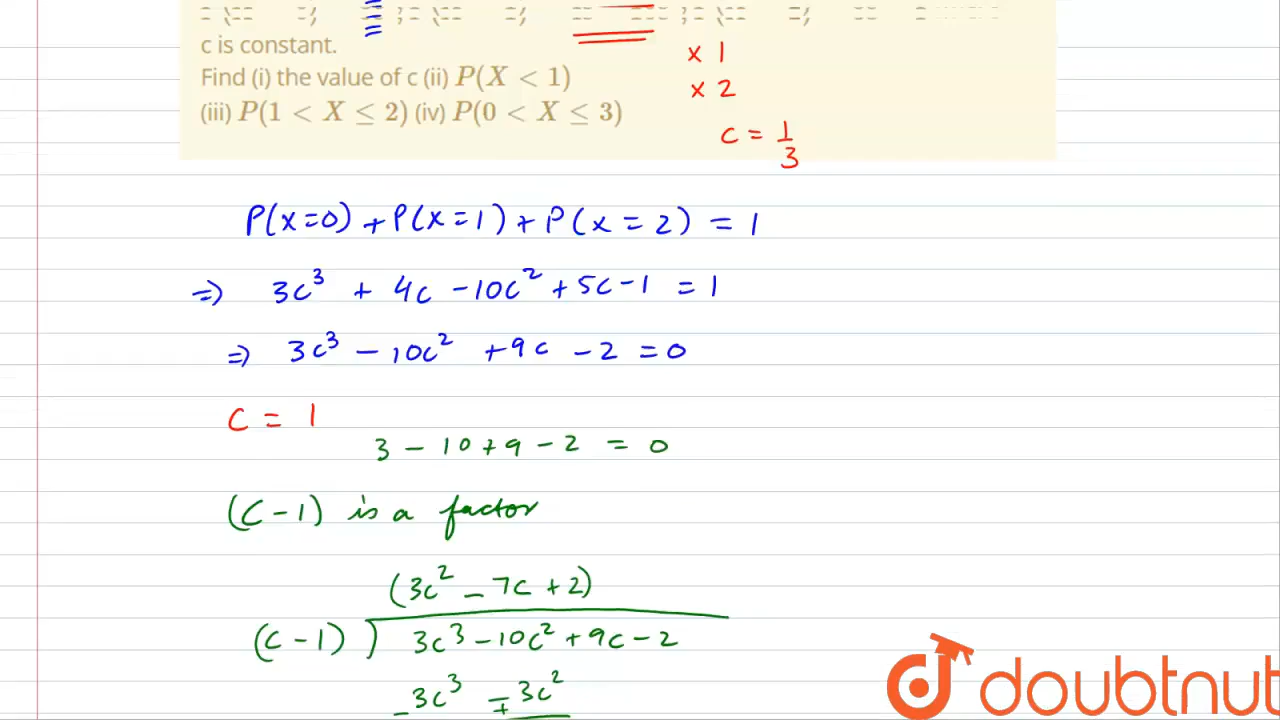 c is constant.
× 1
Find (i) the value of c (ii) P(X < 1)
× 2
(iii) P(1 < X ≤ 2) (iv) P(0 < X ≤ 3)
c = 1/3
P(x=0) + P(x=1) + P(x=2) = 1
=> 3c³ + 4c - 10c² + 5c - 1 = 1
=> 3c³ - 10c² + 9c - 2 = 0
c = 1
3 - 10 + 9 - 2 = 0
(c-1) is a factor
(3c² - 7c + 2)
(c-1) ) 3c³ - 10c² + 9c - 2
-3c³ ∓ 3c²
doubtnut